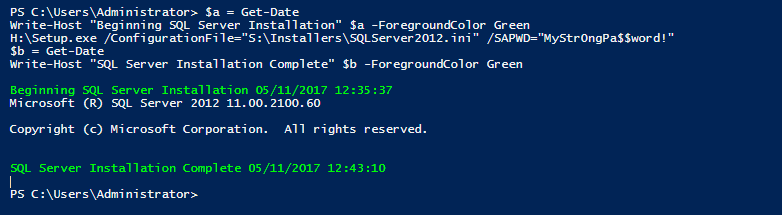 PS C:\Users\Administrator> $a = Get-Date
Write-Host "Beginning SQL Server Installation" $a -ForegroundColor Green
H:\Setup.exe /ConfigurationFile="S:\Installers\SQLServer2012.ini" /SAPWD="MyStr0ngPa$$word!"
$b = Get-Date
Write-Host "SQL Server Installation Complete" $b -ForegroundColor Green
Beginning SQL Server Installation 05/11/2017 12:35:37
Microsoft (R) SQL Server 2012 11.00.2100.60
Copyright (c) Microsoft Corporation.  All rights reserved.
SQL Server Installation Complete 05/11/2017 12:43:10
PS C:\Users\Administrator>